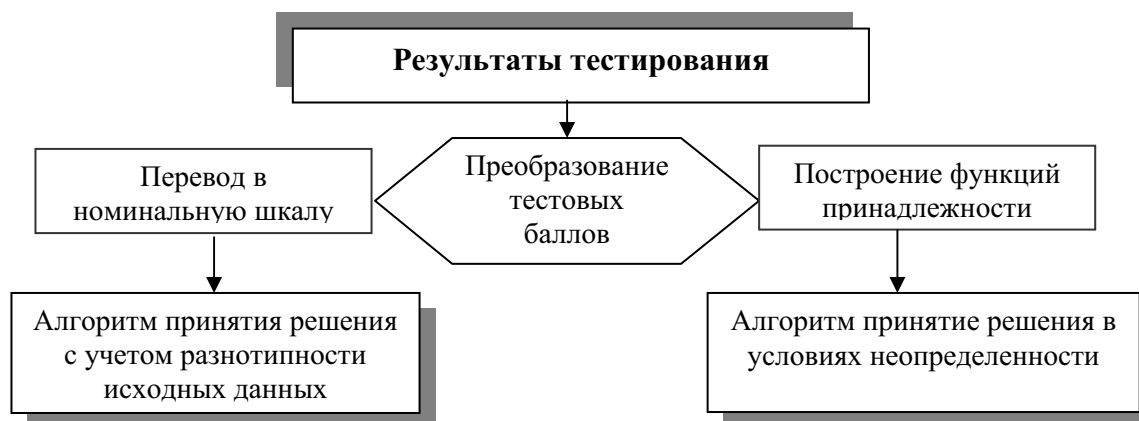 Результаты тестирования
Перевод в
номинальную шкалу
Преобразование
тестовых
баллов
Построение функций
принадлежности
Алгоритм принятия решения
с учетом разнотипности
исходных данных
Алгоритм принятие решения в
условиях неопределенности